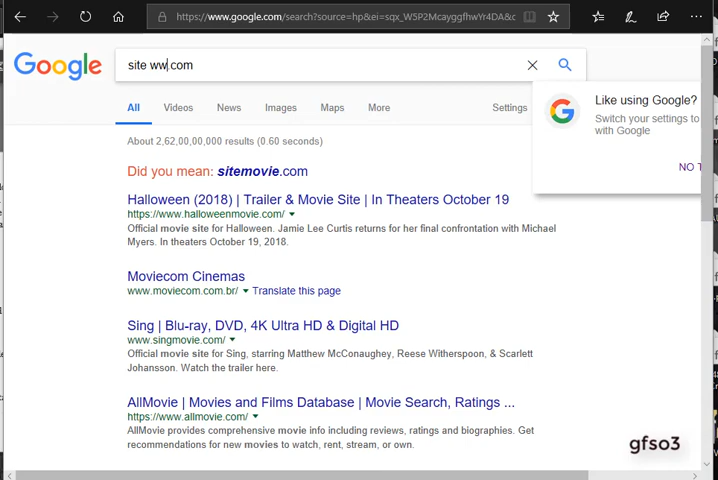 https://www.google.com/search?source=hp&ei=sqx_W5P2McayggfhwYr4DA&
Google
site ww.com
All Videos News Images Maps More Settings
Like using Google?
Switch your settings to
with Google
NO T
About 2,62,00,00,000 results (0.60 seconds)
Did you mean: sitemovie.com
Halloween (2018) | Trailer & Movie Site | In Theaters October 19
https://www.halloweenmovie.com/
Official movie site for Halloween. Jamie Lee Curtis returns for her final confrontation with Michael
Myers. In theaters October 19, 2018.
Moviecom Cinemas
www.moviecom.com.br/ Translate this page
Sing | Blu-ray, DVD, 4K Ultra HD & Digital HD
www.singmovie.com/
Official movie site for Sing, starring Matthew McConaughey, Reese Witherspoon, & Scarlett
Johansson. Watch the trailer here.
AllMovie | Movies and Films Database | Movie Search, Ratings ...
https://www.allmovie.com/
AllMovie provides comprehensive movie info including reviews, ratings and biographies. Get
recommendations for new movies to watch, rent, stream, or own.
gfso3